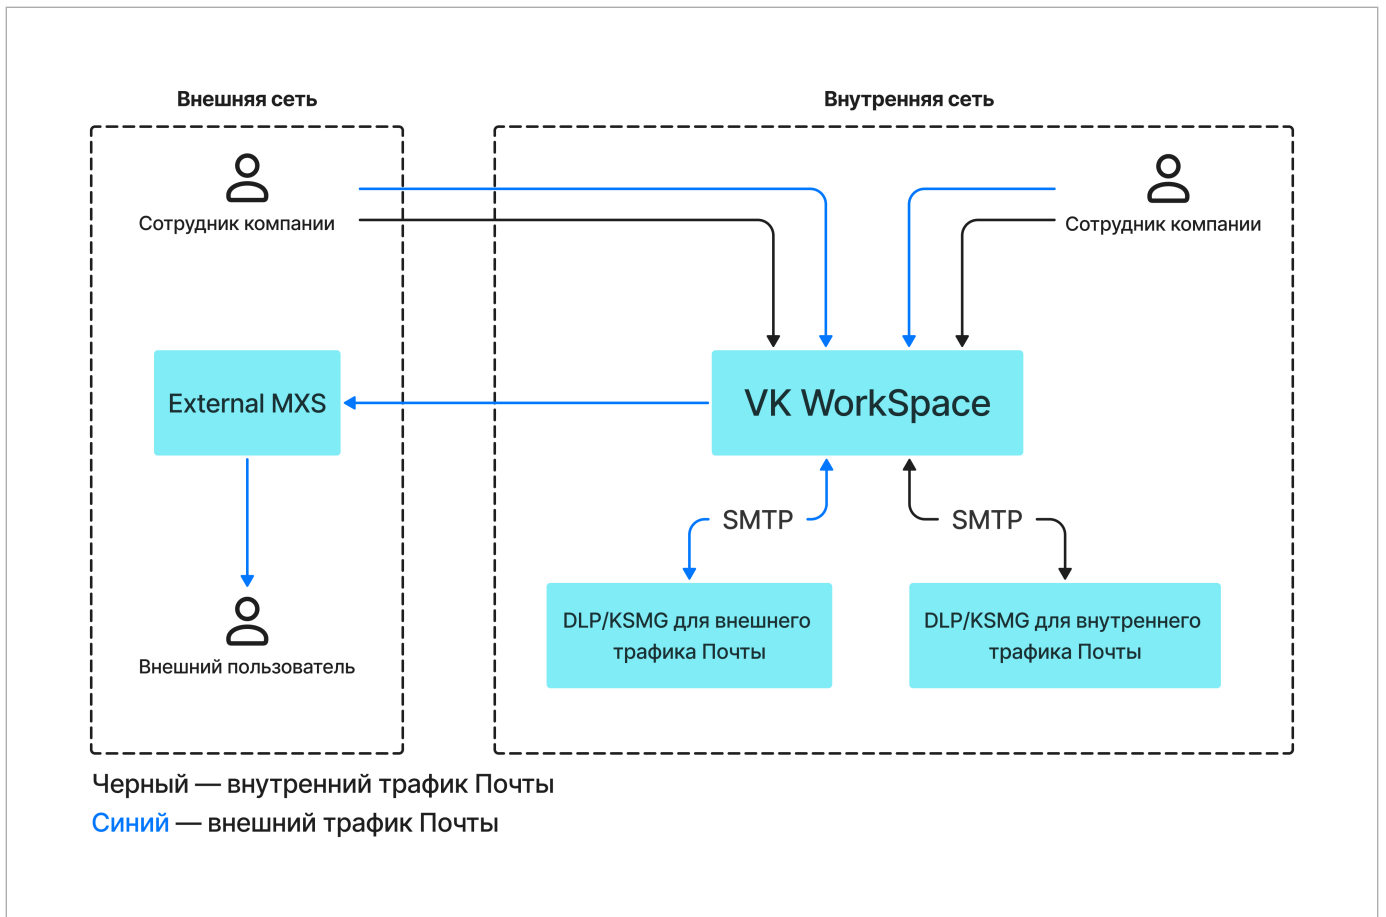 Внешняя сеть
Внутренняя сеть
Сотрудник компании
Сотрудник компании
External MXS
VK WorkSpace
SMTP
SMTP
DLP/KSMG для внешнего
трафика Почты
DLP/KSMG для внутреннего
трафика Почты
Внешний пользователь
Черный — внутренний трафик Почты
Синий — внешний трафик Почты